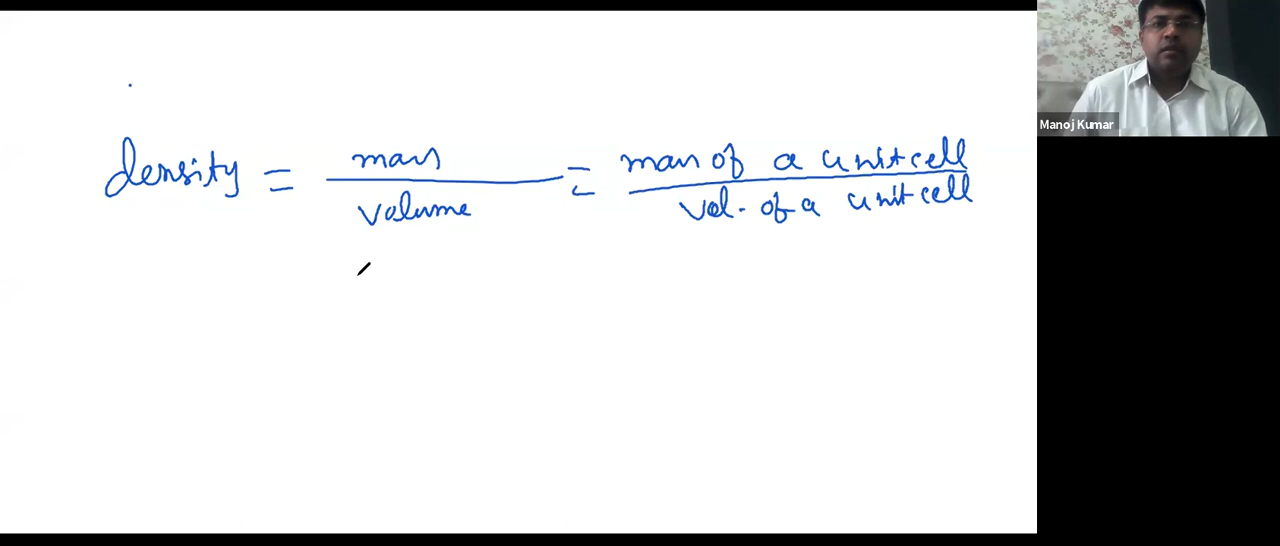 density = mass / volume = mass of a unit cell / vol. of a unit cell
Manoj Kumar